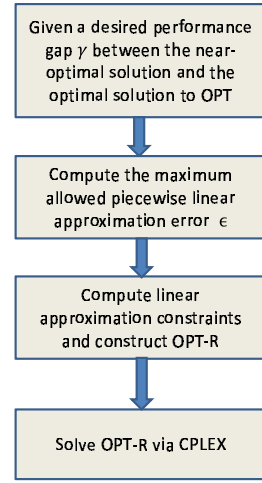 Given a desired performance
gap γ between the near-
optimal solution and the
optimal solution to OPT
Compute the maximum
allowed piecewise linear
approximation error ϵ
Compute linear
approximation constraints
and construct OPT-R
Solve OPT-R via CPLEX